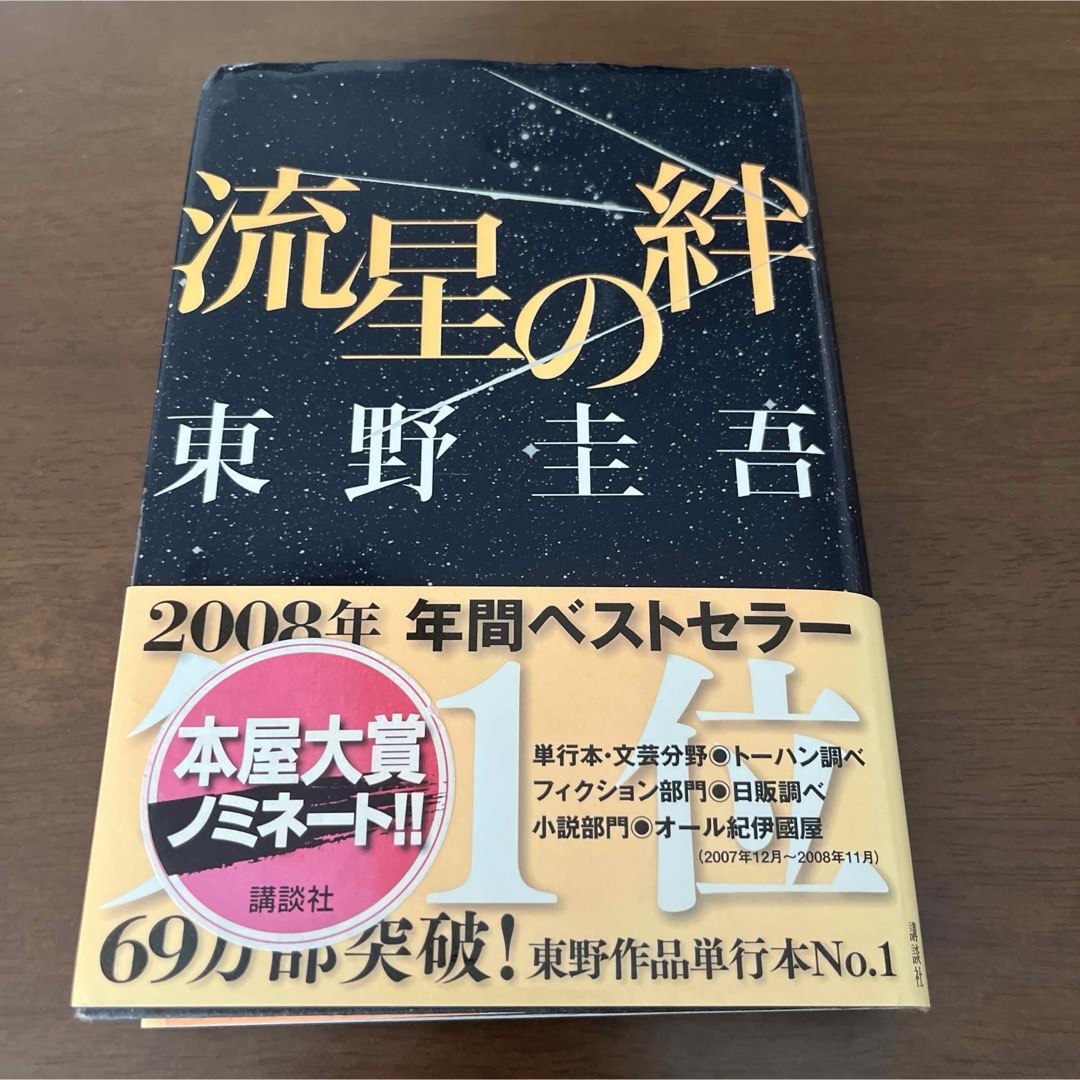 流星の絆
東野圭吾
2008年 年間ベストセラー
第1位
本屋大賞
ノミネート!!
講談社
単行本・文芸分野◉トーハン調べ
フィクション部門◉日販調べ
小説部門◉オール紀伊國屋
(2007年12月〜2008年11月)
69万部突破! 東野作品単行本No.1
講談社